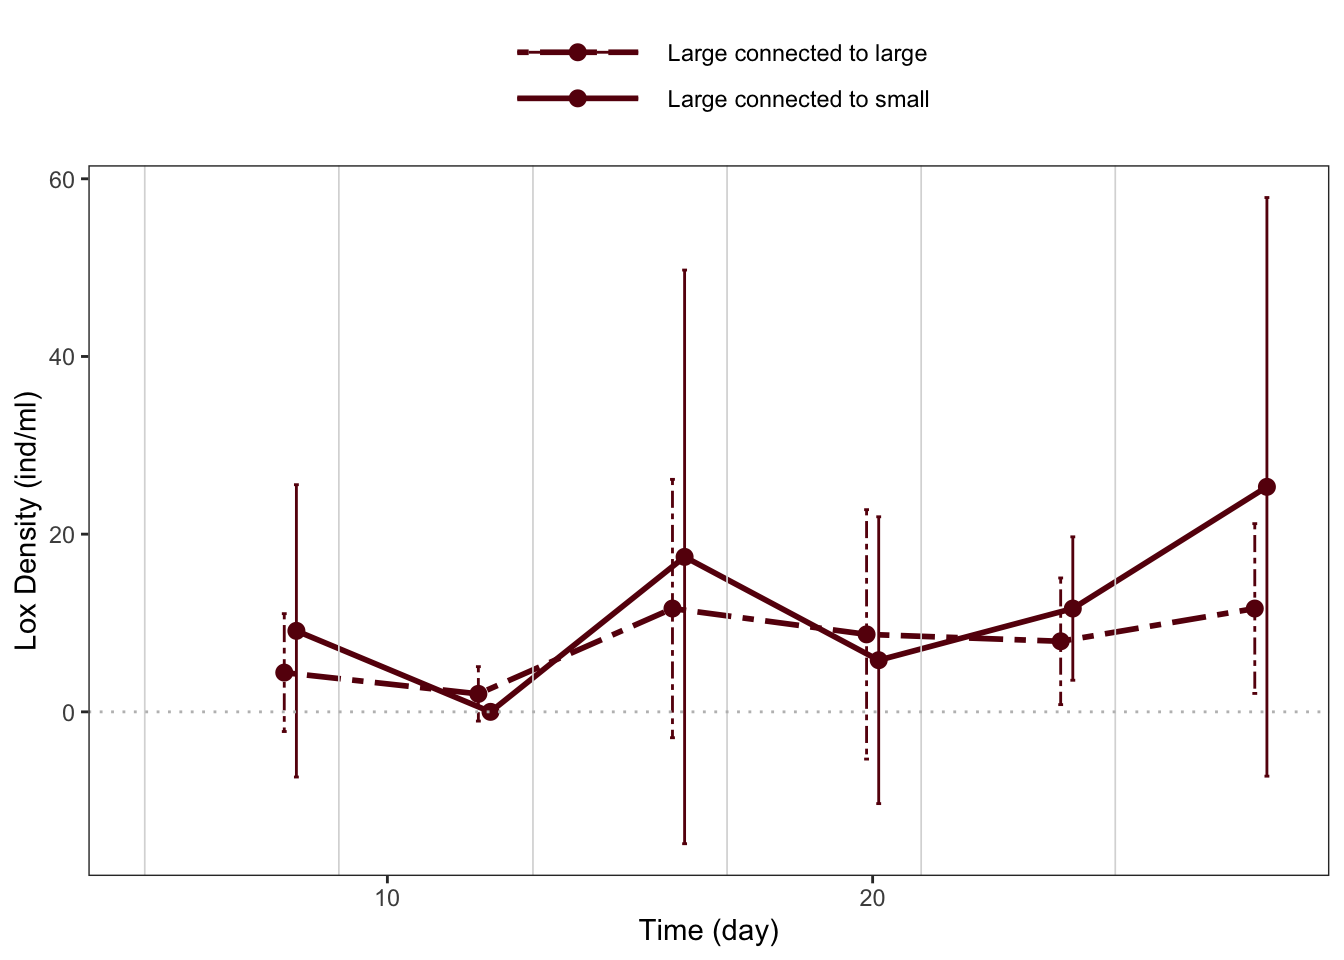 Large connected to large
Large connected to small
60
40
20
0
Lox Density (ind/ml)
10 20
Time (day)